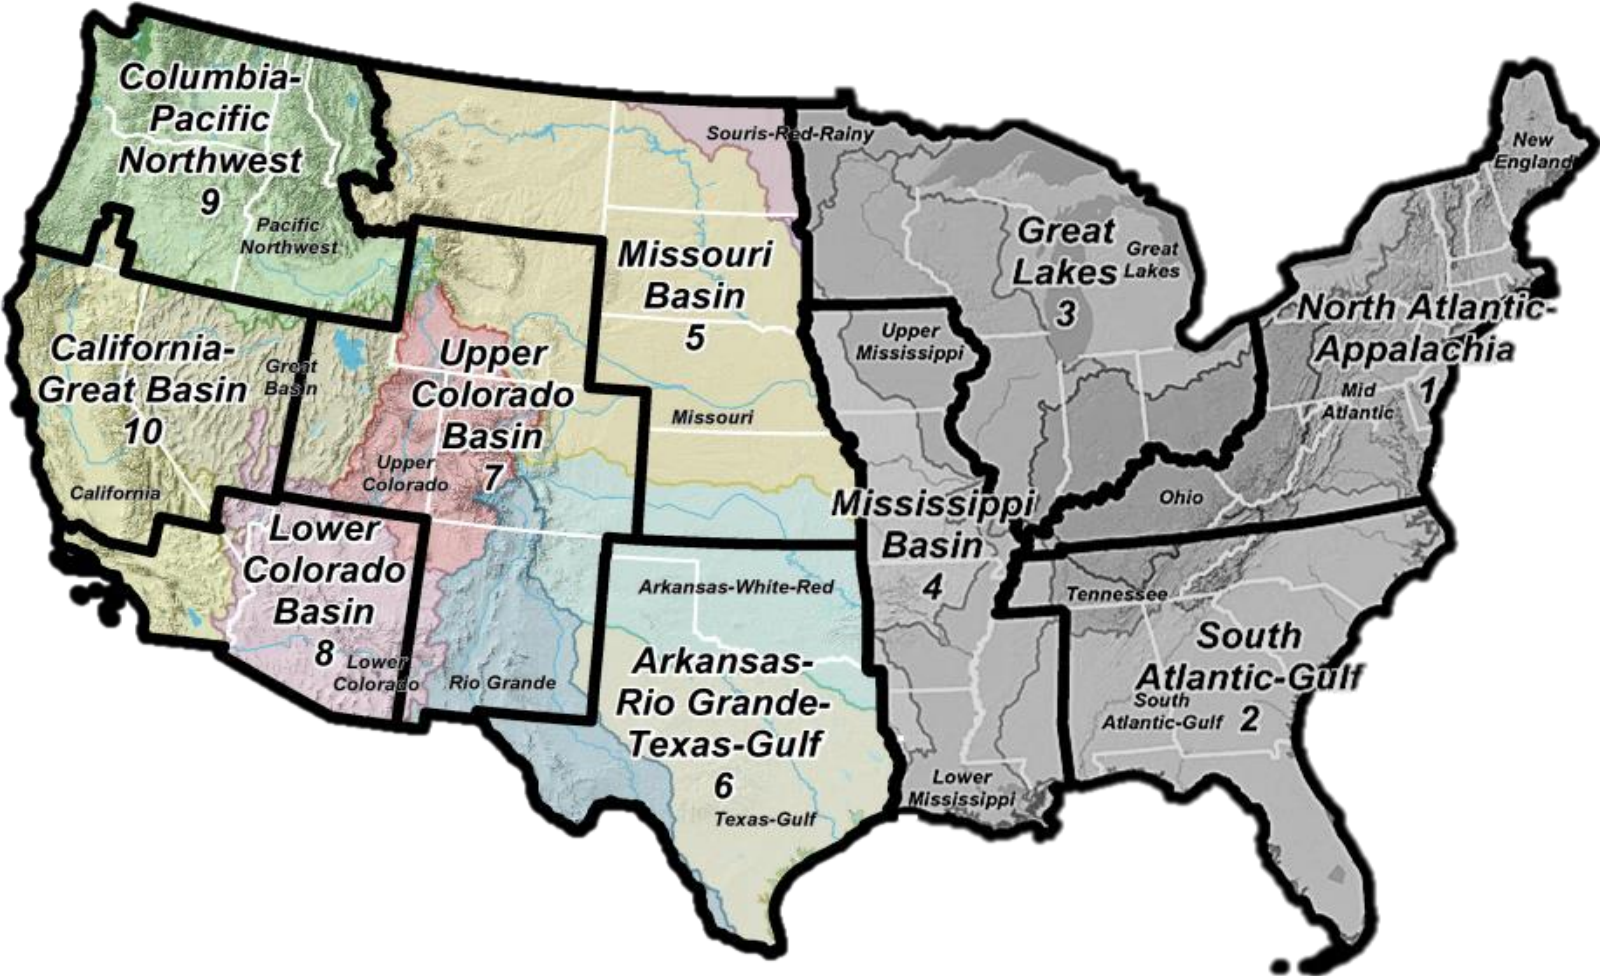 Columbia-
Pacific
Northwest
9
Pacific
Northwest
Souris-Red-Rainy
Missouri
Basin
5
Missouri
Great
Lakes
3
Great
Lakes
New
England
North Atlantic-
Appalachia
1
Mid
Atlantic
California-
Great Basin
10
Great
Basin
California
Upper
Colorado
Basin
7
Upper
Colorado
Upper
Mississippi
Mississippi
Basin
4
Ohio
Lower
Colorado
Basin
8
Lower
Colorado
Rio Grande
Arkansas-White-Red
Arkansas-
Rio Grande-
Texas-Gulf
6
Texas-Gulf
Lower
Mississippi
Tennessee
South
Atlantic-Gulf
2
South
Atlantic-Gulf